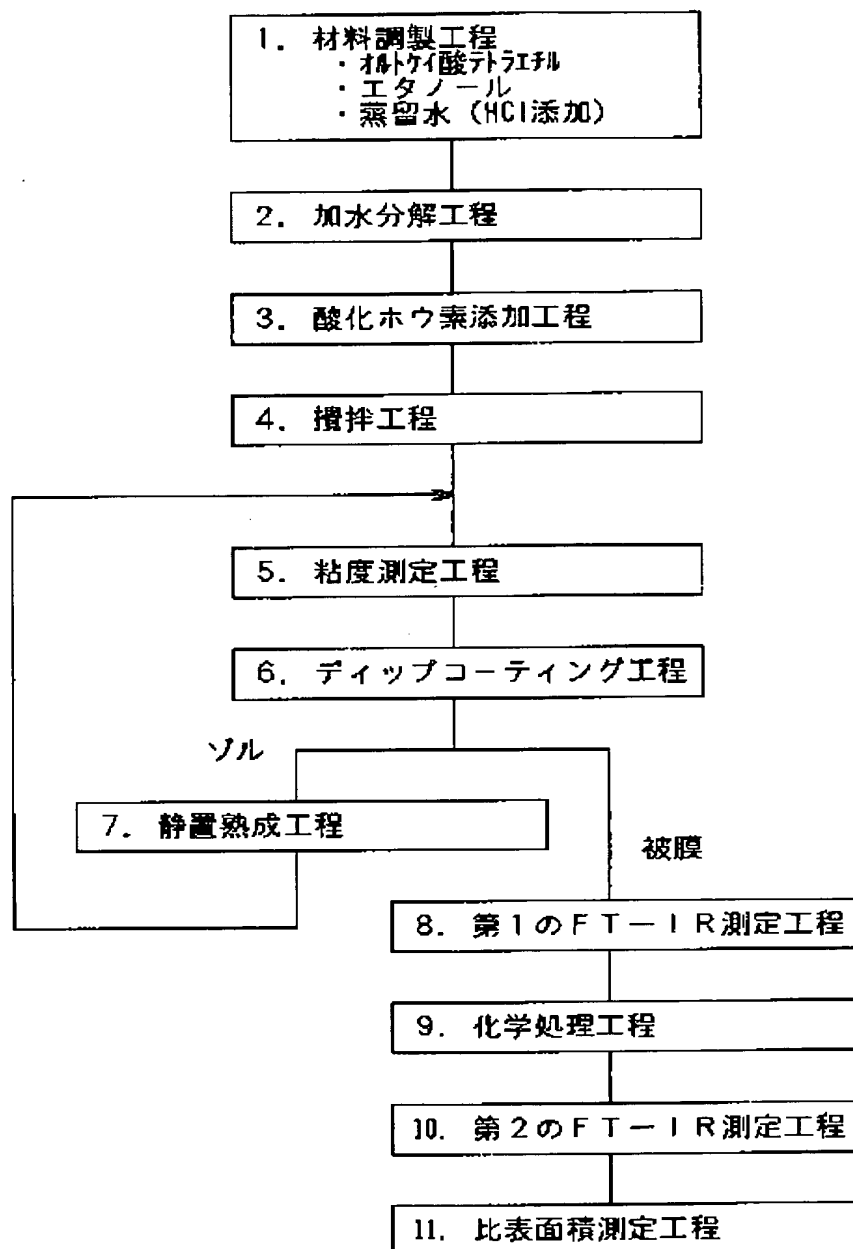 1. 材料調製工程
・オルトケイ酸テトラエチル
・エタノール
・蒸留水（HCl添加）
2. 加水分解工程
3. 酸化ホウ素添加工程
4. 攪拌工程
5. 粘度測定工程
6. ディップコーティング工程
ゾル
7. 静置熟成工程
被膜
8. 第1のFT－IR測定工程
9. 化学処理工程
10. 第2のFT－IR測定工程
11. 比表面積測定工程